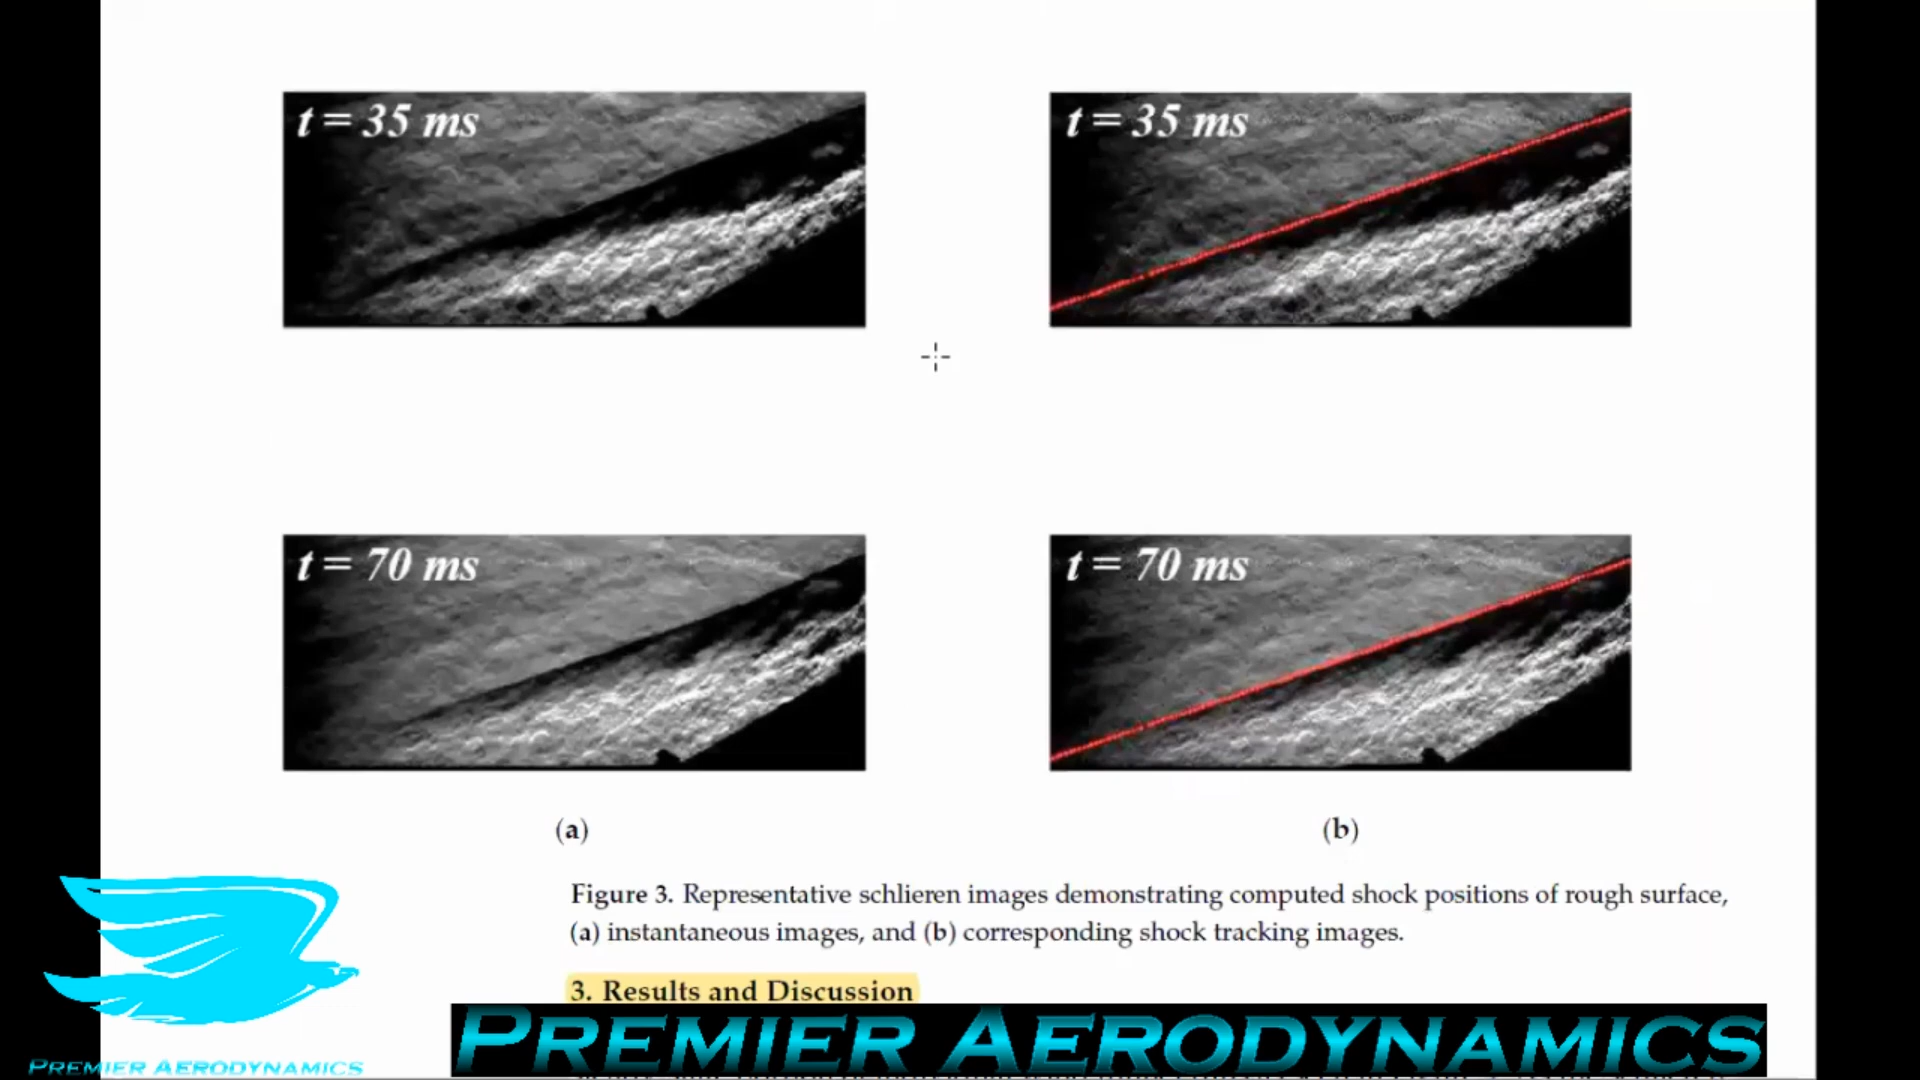 t = 35 ms
t = 35 ms
t = 70 ms
t = 70 ms
(a)
(b)
Figure 3. Representative schlieren images demonstrating computed shock positions of rough surface,
(a) instantaneous images, and (b) corresponding shock tracking images.
3. Results and Discussion
PREMIER AERODYNAMICS
PREMIER AERODYNAMICS